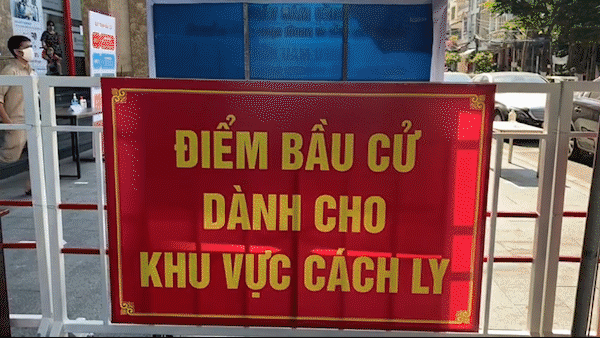 ĐIỂM BẦU CỬ
DÀNH CHO
KHU VỰC CÁCH LY